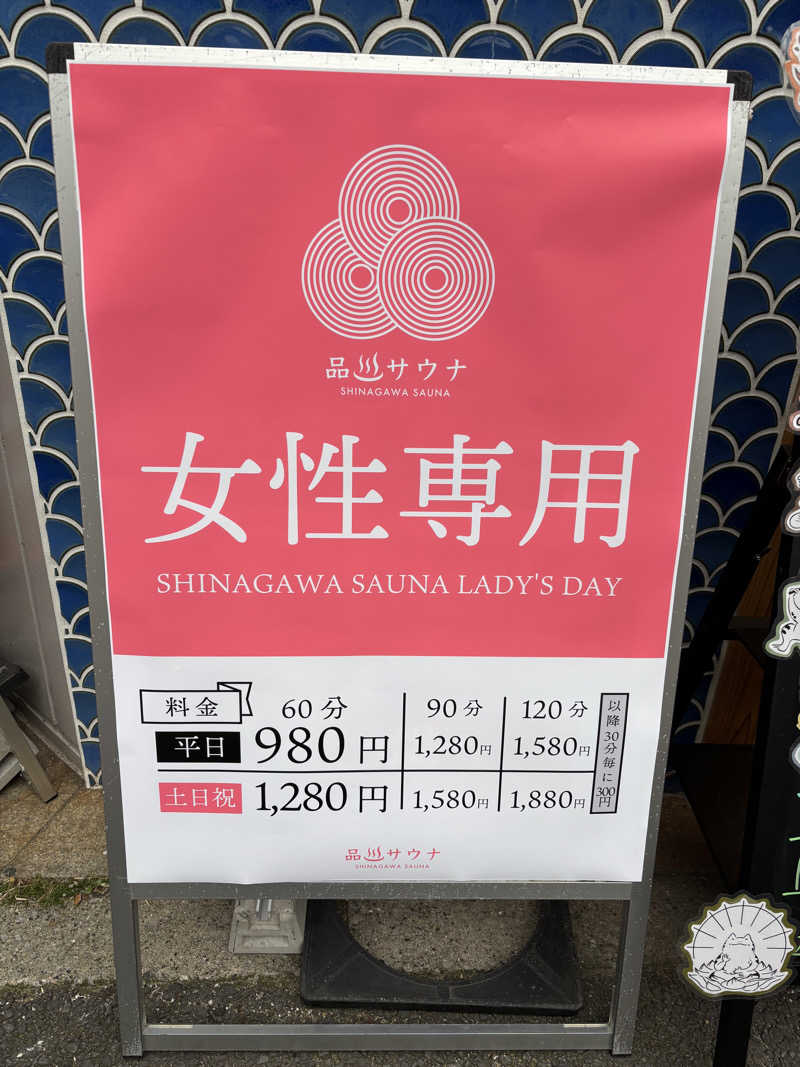 品川サウナ
SHINAGAWA SAUNA
女性専用
SHINAGAWA SAUNA LADY'S DAY
料金 60分 90分 120分
平日 980円 1,280円 1,580円
土日祝 1,280円 1,580円 1,880円
以降30分毎に300円
品川サウナ
SHINAGAWA SAUNA